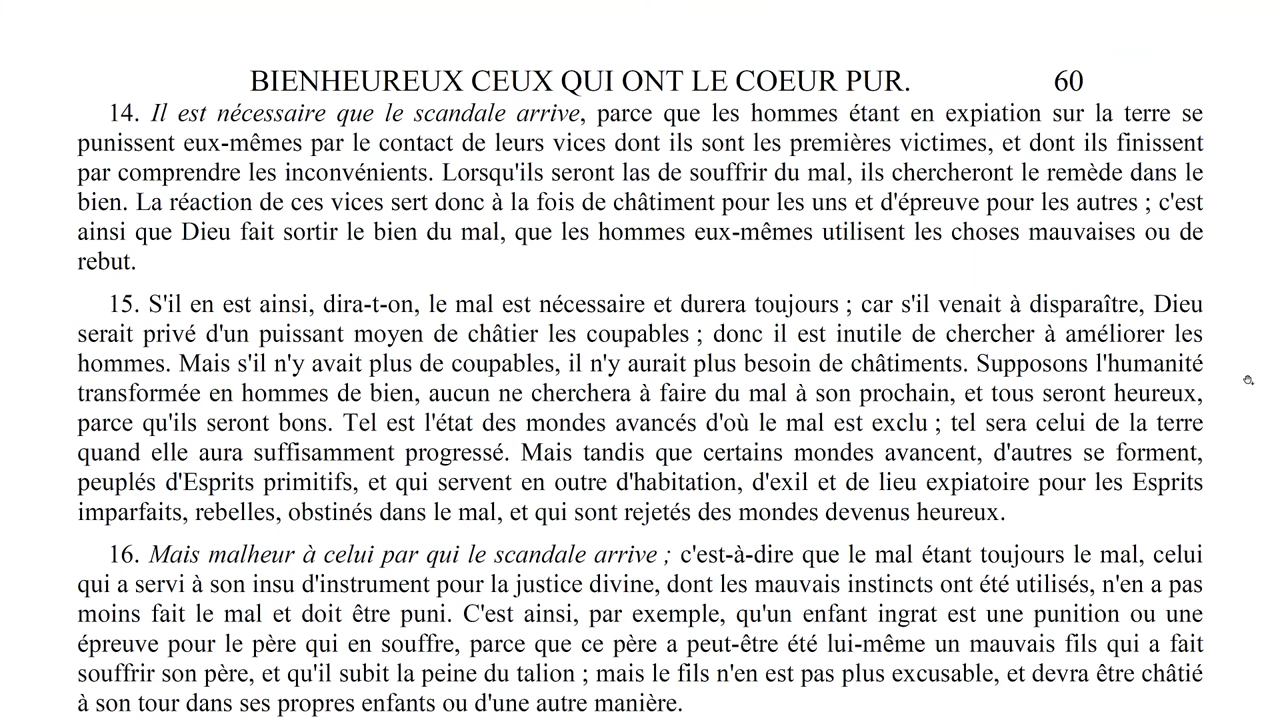 BIENHEUREUX CEUX QUI ONT LE COEUR PUR. 60
14. Il est nécessaire que le scandale arrive, parce que les hommes étant en expiation sur la terre se
punissent eux-mêmes par le contact de leurs vices dont ils sont les premières victimes, et dont ils finissent
par comprendre les inconvénients. Lorsqu'ils seront las de souffrir du mal, ils chercheront le remède dans le
bien. La réaction de ces vices sert donc à la fois de châtiment pour les uns et d'épreuve pour les autres ; c'est
ainsi que Dieu fait sortir le bien du mal, que les hommes eux-mêmes utilisent les choses mauvaises ou de
rebut.
15. S'il en est ainsi, dira-t-on, le mal est nécessaire et durera toujours ; car s'il venait à disparaître, Dieu
serait privé d'un puissant moyen de châtier les coupables ; donc il est inutile de chercher à améliorer les
hommes. Mais s'il n'y avait plus de coupables, il n'y aurait plus besoin de châtiments. Supposons l'humanité
transformée en hommes de bien, aucun ne cherchera à faire du mal à son prochain, et tous seront heureux,
parce qu'ils seront bons. Tel est l'état des mondes avancés d'où le mal est exclu ; tel sera celui de la terre
quand elle aura suffisamment progressé. Mais tandis que certains mondes avancent, d'autres se forment,
peuplés d'Esprits primitifs, et qui servent en outre d'habitation, d'exil et de lieu expiatoire pour les Esprits
imparfaits, rebelles, obstinés dans le mal, et qui sont rejetés des mondes devenus heureux.
16. Mais malheur à celui par qui le scandale arrive ; c'est-à-dire que le mal étant toujours le mal, celui
qui a servi à son insu d'instrument pour la justice divine, dont les mauvais instincts ont été utilisés, n'en a pas
moins fait le mal et doit être puni. C'est ainsi, par exemple, qu'un enfant ingrat est une punition ou une
épreuve pour le père qui en souffre, parce que ce père a peut-être été lui-même un mauvais fils qui a fait
souffrir son père, et qu'il subit la peine du talion ; mais le fils n'en est pas plus excusable, et devra être châtié
à son tour dans ses propres enfants ou d'une autre manière.